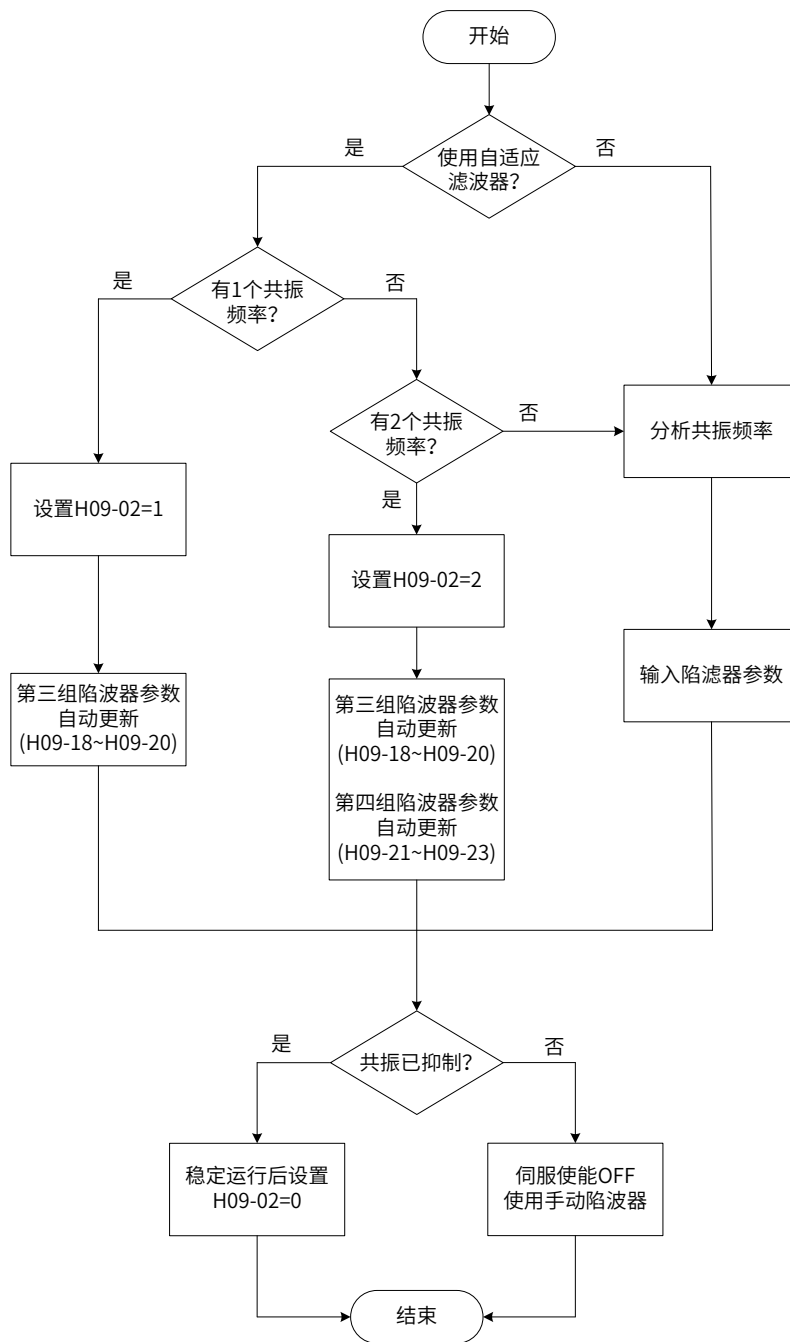 开始
使用自适应
滤波器？
是
否
有1个共振
频率？
是
否
有2个共振
频率？
否
是
分析共振频率
设置H09-02=1
设置H09-02=2
输入陷滤器参数
第三组陷波器参数
自动更新
(H09-18~H09-20)
第三组陷波器参数
自动更新
(H09-18~H09-20)
第四组陷波器参数
自动更新
(H09-21~H09-23)
共振已抑制？
是
否
稳定运行后设置
H09-02=0
伺服使能OFF
使用手动陷波器
结束